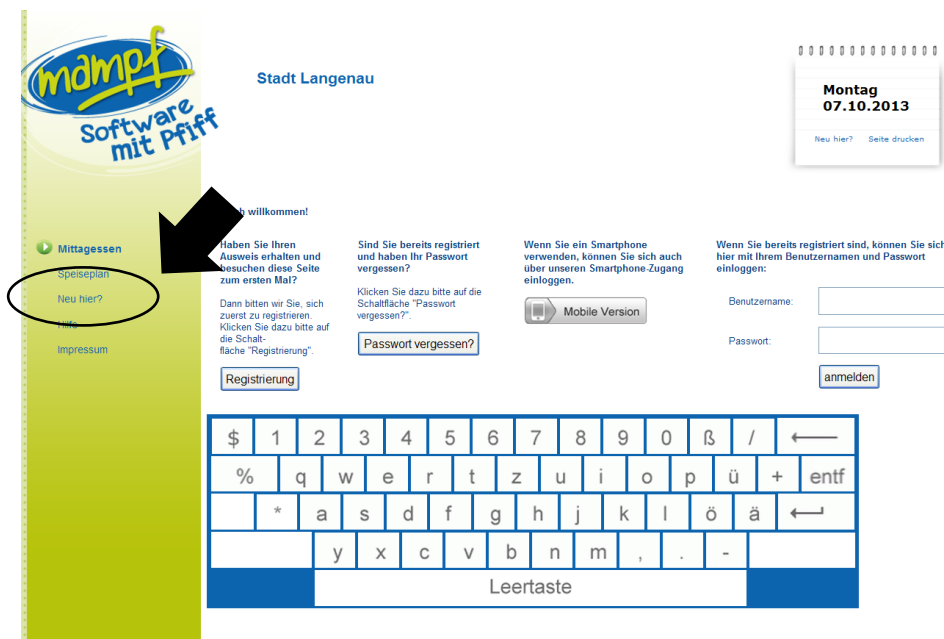 mampf
Software
mit Pfiff
Stadt Langenau
Montag
07.10.2013
Neu hier? Seite drucken
willkommen!
Mittagessen
Speiseplan
Neu hier?
Hilfe
Impressum
Haben Sie Ihren
Ausweis erhalten und
besuchen diese Seite
zum ersten Mal?
Dann bitten wir Sie, sich
zuerst zu registrieren.
Klicken Sie dazu bitte auf
die Schalt-
fläche "Registrierung".
Registrierung
Sind Sie bereits registriert
und haben Ihr Passwort
vergessen?
Klicken Sie dazu bitte auf die
Schaltfläche "Passwort
vergessen?".
Passwort vergessen?
Wenn Sie ein Smartphone
verwenden, können Sie sich auch
über unseren Smartphone-Zugang
einloggen.
Mobile Version
Wenn Sie bereits registriert sind, können Sie sich
hier mit Ihrem Benutzernamen und Passwort
einloggen:
Benutzername:
Passwort:
anmelden
$ 1 2 3 4 5 6 7 8 9 0 ß /
% q w e r t z u i o p ü + entf
* a s d f g h j k l ö ä
y x c v b n m , . -
Leertaste